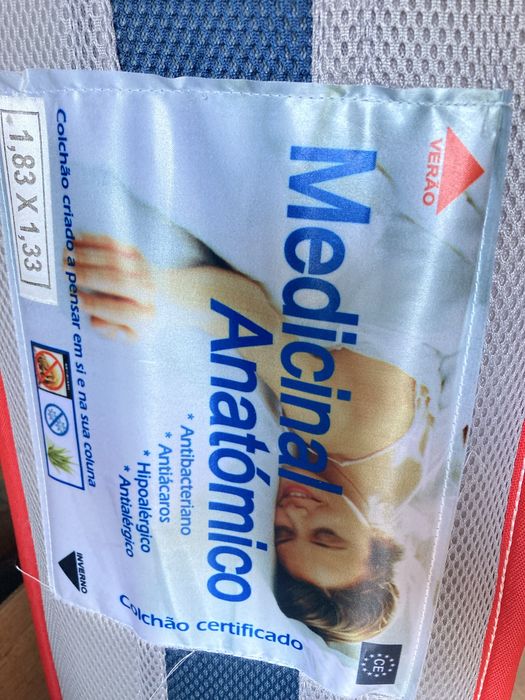 VERÃO
Medicinal
Anatómico
* Antibacteriano
* Antiácaros
* Hipoalérgico
* Antialérgico
Colchão certificado
CE
Colchão criado a pensar em si e na sua coluna
INVERNO
1,83 X 1,33